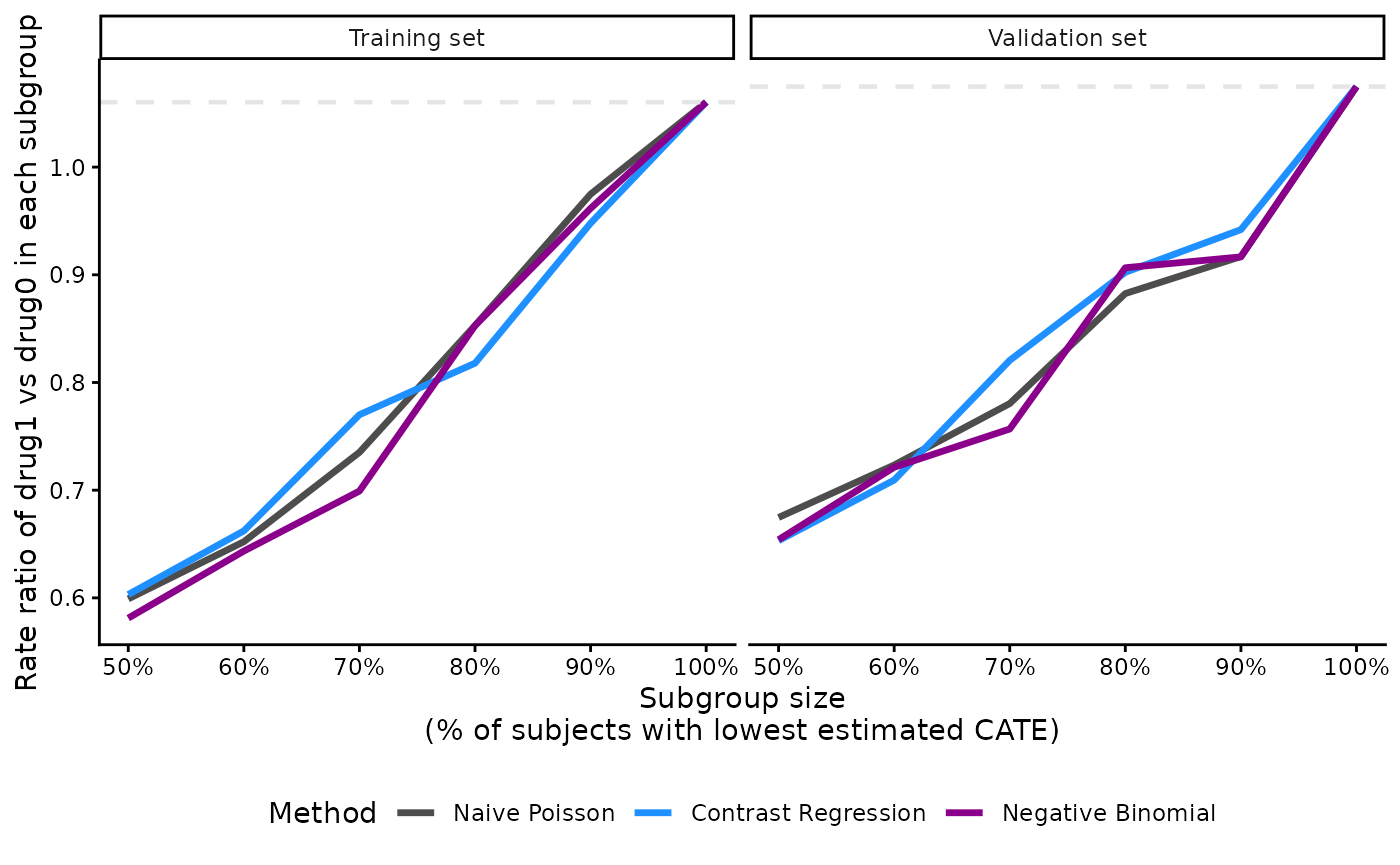 Training set
Validation set
Rate ratio of drug1 vs drug0 in each subgroup
1.0
0.9
0.8
0.7
0.6
50% 60% 70% 80% 90% 100%
50% 60% 70% 80% 90% 100%
Subgroup size
(% of subjects with lowest estimated CATE)
Method Naive Poisson Contrast Regression Negative Binomial